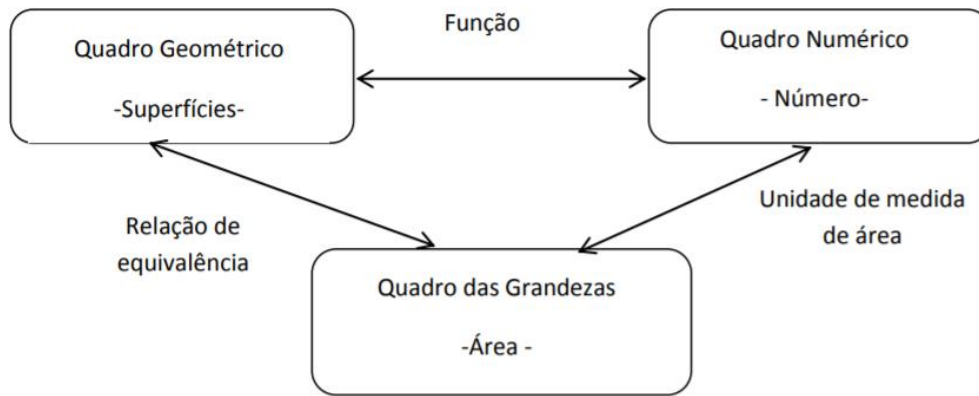 Função
Quadro Geométrico
-Superfícies-
Quadro Numérico
- Número-
Relação de
equivalência
Unidade de medida
de área
Quadro das Grandezas
-Área -